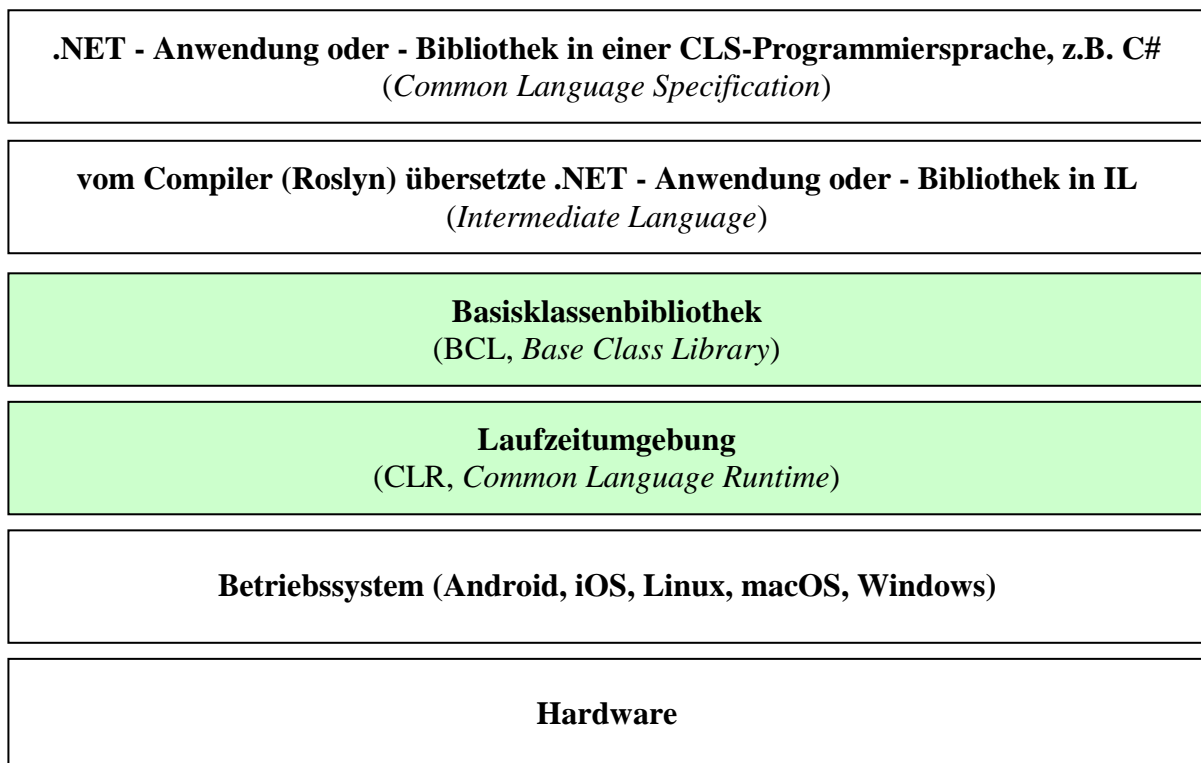 .NET - Anwendung oder - Bibliothek in einer CLS-Programmiersprache, z.B. C#
(Common Language Specification)
vom Compiler (Roslyn) übersetzte .NET - Anwendung oder - Bibliothek in IL
(Intermediate Language)
Basisklassenbibliothek
(BCL, Base Class Library)
Laufzeitumgebung
(CLR, Common Language Runtime)
Betriebssystem (Android, iOS, Linux, macOS, Windows)
Hardware